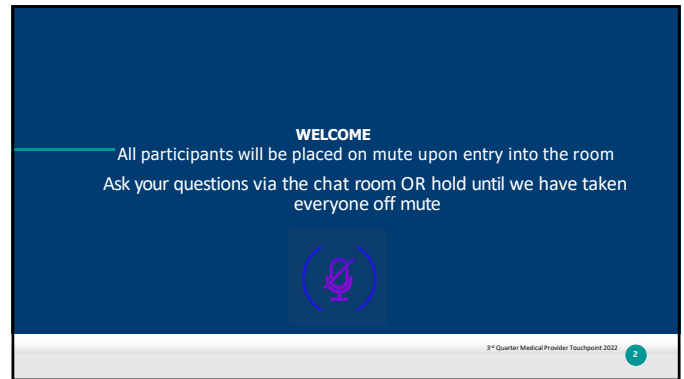 WELCOME
All participants will be placed on mute upon entry into the room
Ask your questions via the chat room OR hold until we have taken
everyone off mute
3rd Quarter Medical Provider Touchpoint 2022
2